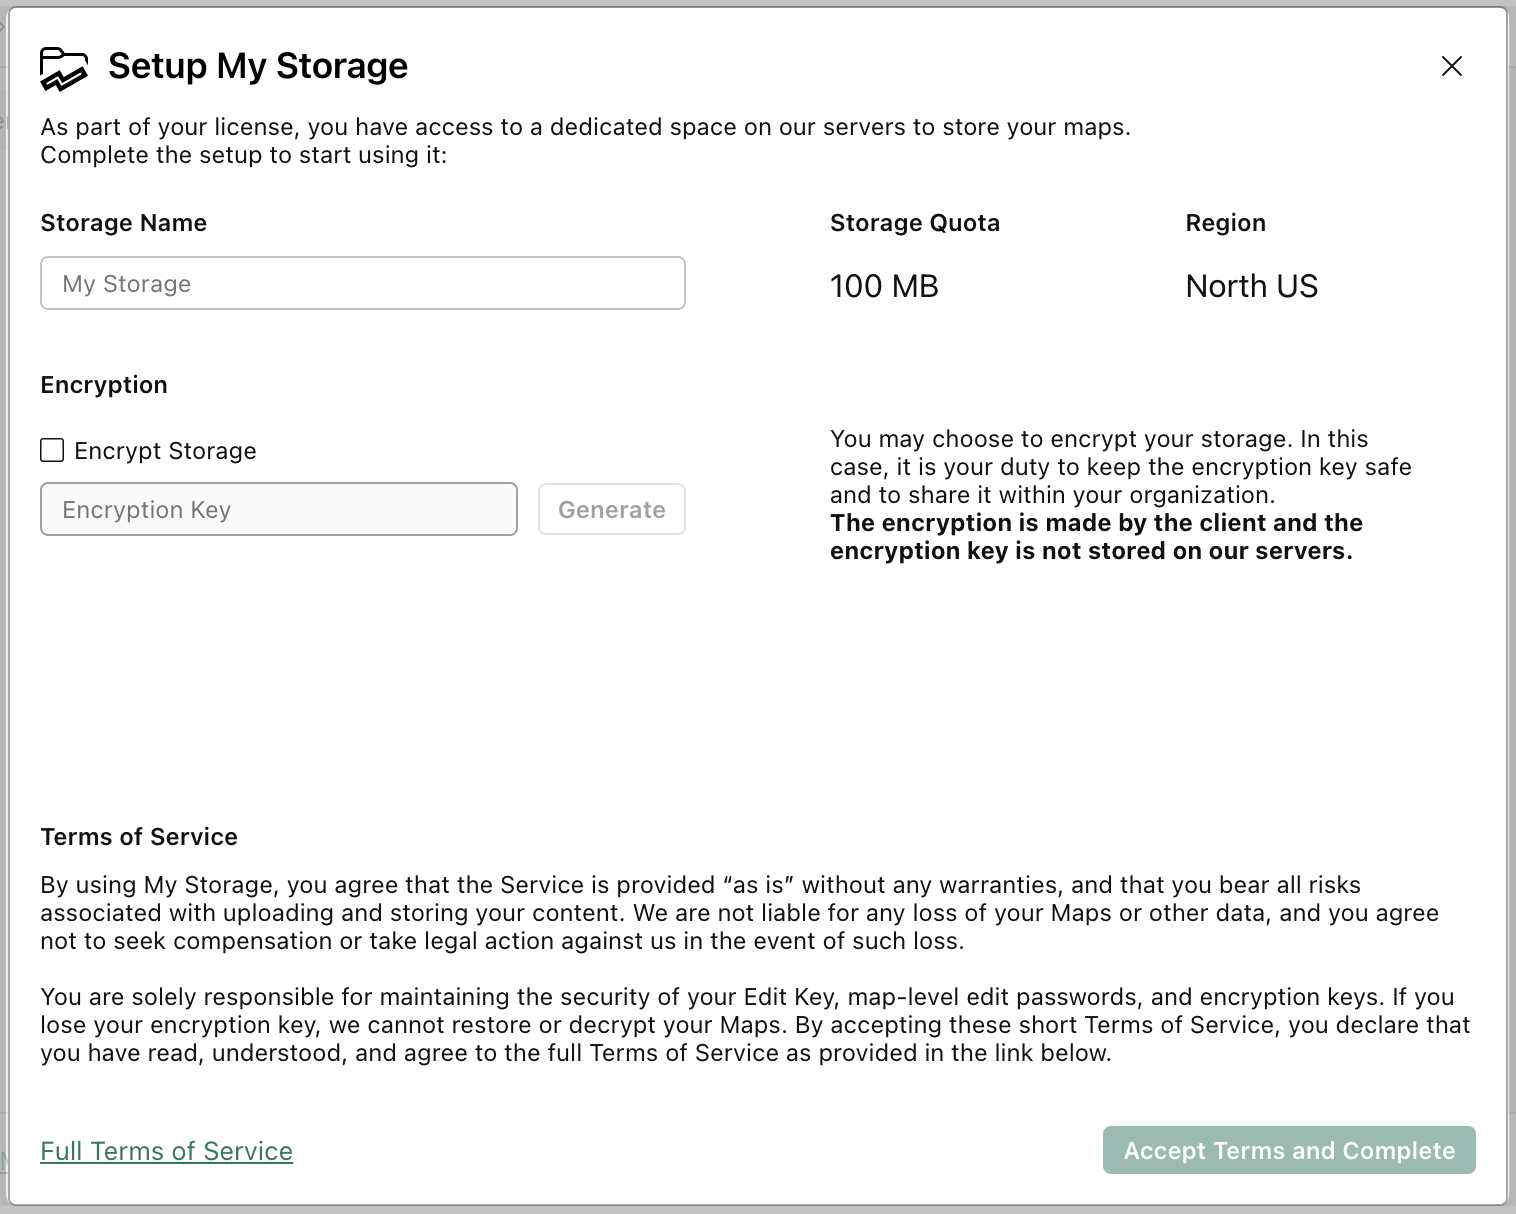 Setup My Storage
As part of your license, you have access to a dedicated space on our servers to store your maps.
Complete the setup to start using it:
Storage Name
My Storage
Storage Quota
100 MB
Region
North US
Encryption
Encrypt Storage
Encryption Key
Generate
You may choose to encrypt your storage. In this
case, it is your duty to keep the encryption key safe
and to share it within your organization.
The encryption is made by the client and the
encryption key is not stored on our servers.
Terms of Service
By using My Storage, you agree that the Service is provided “as is” without any warranties, and that you bear all risks
associated with uploading and storing your content. We are not liable for any loss of your Maps or other data, and you agree
not to seek compensation or take legal action against us in the event of such loss.
You are solely responsible for maintaining the security of your Edit Key, map-level edit passwords, and encryption keys. If you
lose your encryption key, we cannot restore or decrypt your Maps. By accepting these short Terms of Service, you declare that
you have read, understood, and agree to the full Terms of Service as provided in the link below.
Full Terms of Service
Accept Terms and Complete